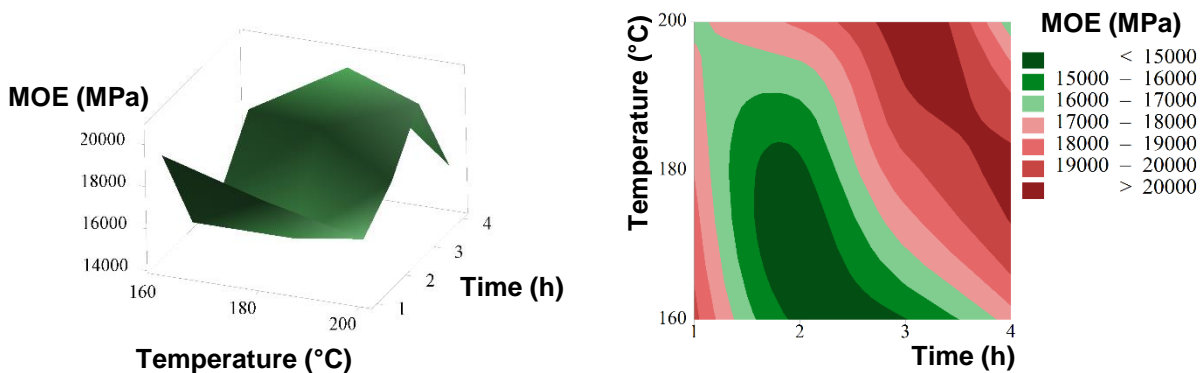 MOE (MPa)
20000
18000
16000
14000
160
180
200
1
2
3
4
Time (h)
Temperature (°C)
Temperature (°C)
200
180
160
1
2
3
4
Time (h)
MOE (MPa)
< 15000
15000 – 16000
16000 – 17000
17000 – 18000
18000 – 19000
19000 – 20000
> 20000